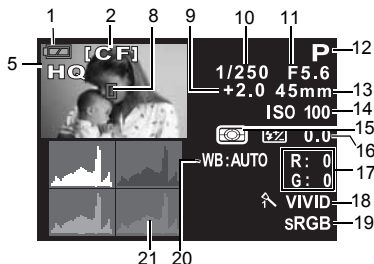 1 2 8 9 10 11
[CF] P 12
5 HQ 1/250 F5.6
+2.0 45mm 13
ISO 100 14
0.0 15
16
WB:AUTO R: 0
G: 0 17
VIVID 18
sRGB 19
21 20